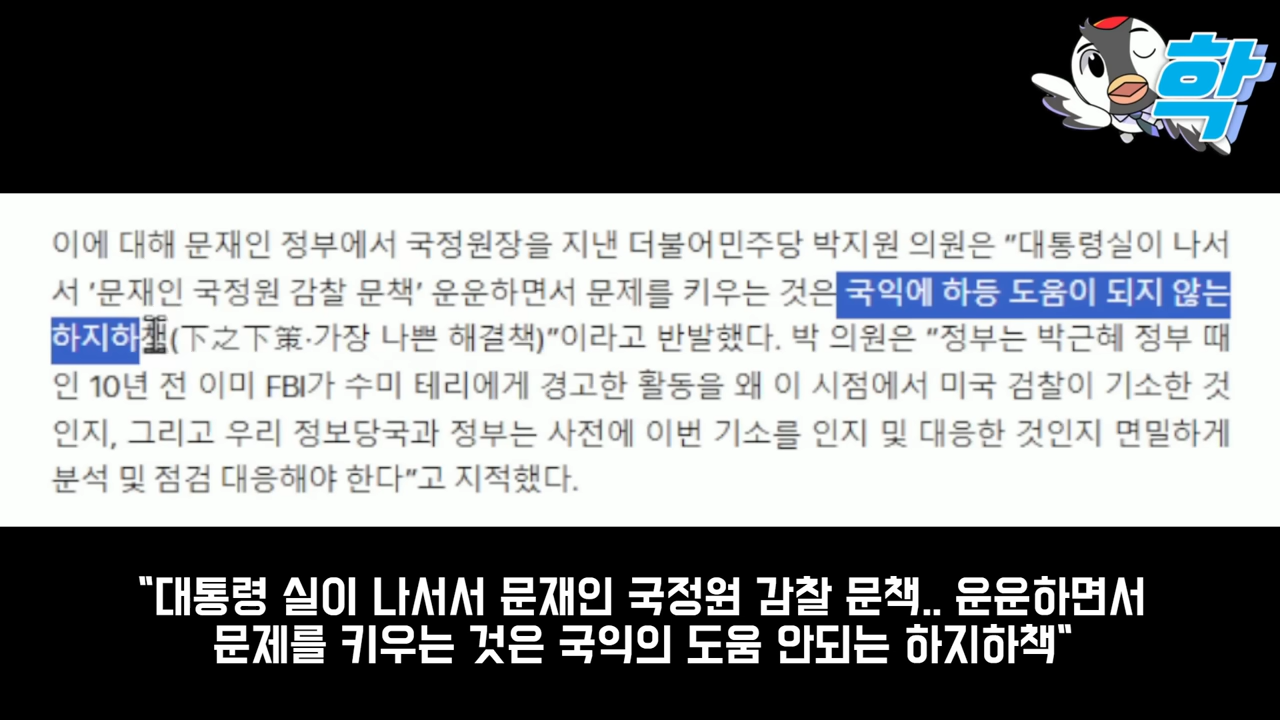 학
이에 대해 문재인 정부에서 국정원장을 지낸 더불어민주당 박지원 의원은 "대통령실이 나서
서 '문재인 국정원 감찰 문책' 운운하면서 문제를 키우는 것은 국익에 하등 도움이 되지 않는
하지하책(下之下策·가장 나쁜 해결책)"이라고 반발했다. 박 의원은 "정부는 박근혜 정부 때
인 10년 전 이미 FBI가 수미 테리에게 경고한 활동을 왜 이 시점에서 미국 검찰이 기소한 것
인지, 그리고 우리 정보당국과 정부는 사전에 이번 기소를 인지 및 대응한 것인지 면밀하게
분석 및 점검 대응해야 한다"고 지적했다.
"대통령 실이 나서서 문재인 국정원 감찰 문책.. 운운하면서
문제를 키우는 것은 국익의 도움 안되는 하지하책"